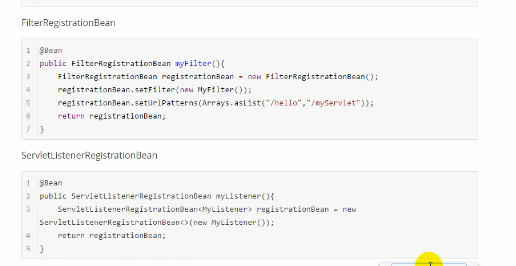 FilterRegistrationBean
1 @Bean
2 public FilterRegistrationBean myFilter(){
3 FilterRegistrationBean registrationBean = new FilterRegistrationBean();
4 registrationBean.setFilter(new MyFilter());
5 registrationBean.setUrlPatterns(Arrays.asList("/hello","/myServlet"));
6 return registrationBean;
7 }
ServletListenerRegistrationBean
1 @Bean
2 public ServletListenerRegistrationBean myListener(){
3 ServletListenerRegistrationBean<MyListener> registrationBean = new
ServletListenerRegistrationBean<>(new MyListener());
4 return registrationBean;
5 }